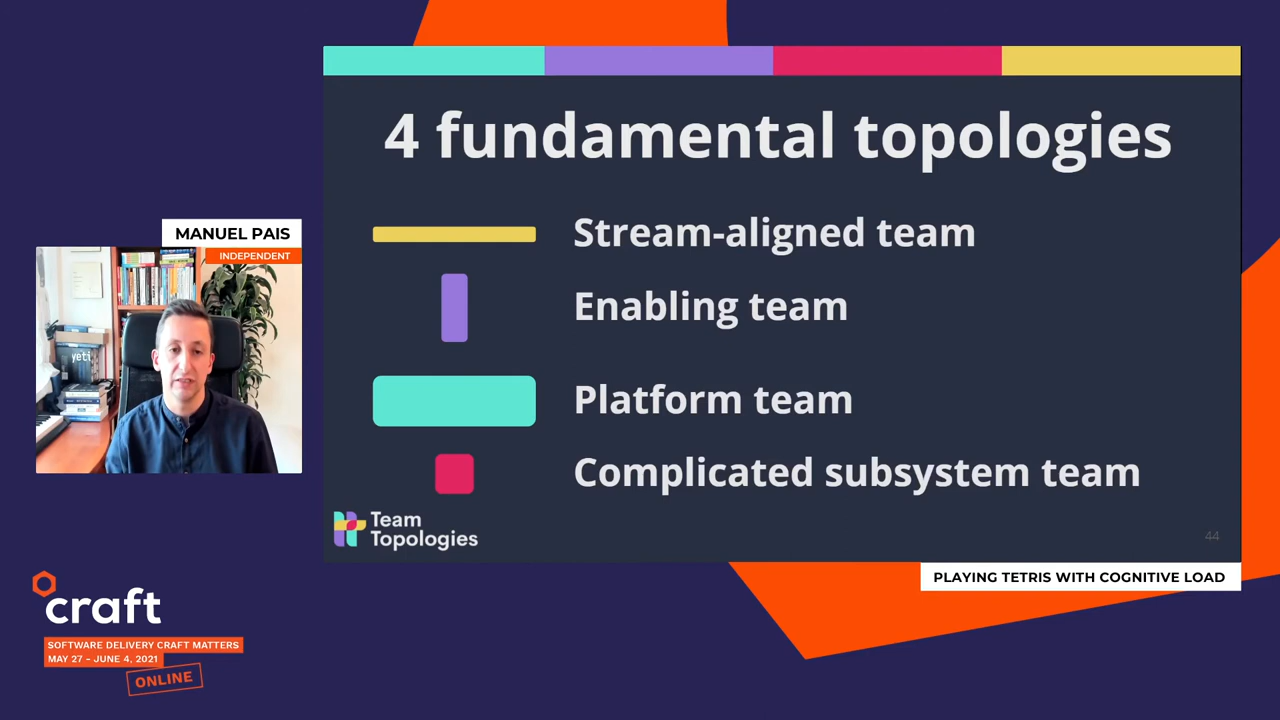 4 fundamental topologies
Stream-aligned team
Enabling team
Platform team
Complicated subsystem team
Team
Topologies
44
MANUEL PAIS
INDEPENDENT
yeti
PLAYING TETRIS WITH COGNITIVE LOAD
craft
SOFTWARE DELIVERY CRAFT MATTERS
MAY 27 - JUNE 4, 2021
ONLINE